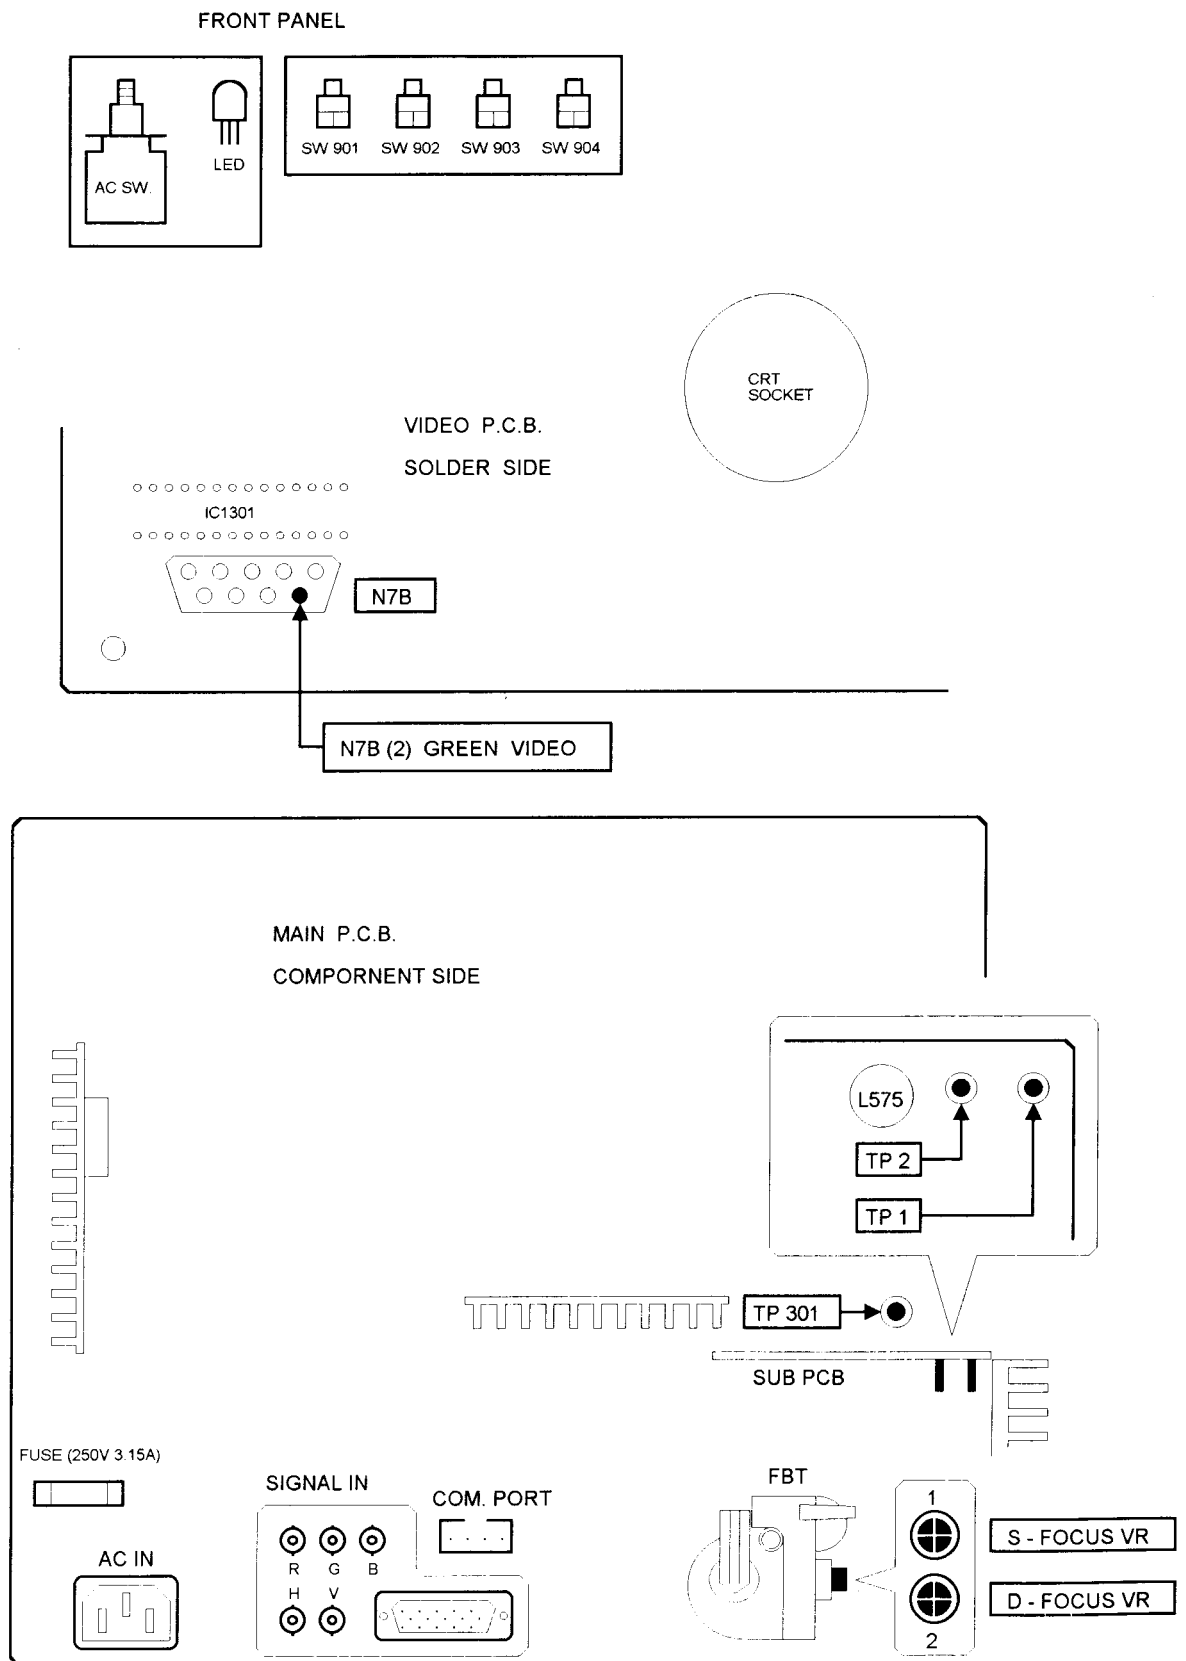 FRONT PANEL
AC SW.
LED
SW 901 SW 902 SW 903 SW 904
CRT
SOCKET
VIDEO P.C.B.
SOLDER SIDE
IC1301
N7B
N7B (2) GREEN VIDEO
MAIN P.C.B.
COMPORNENT SIDE
L575
TP 2
TP 1
TP 301
SUB PCB
FUSE (250V 3.15A)
SIGNAL IN
COM. PORT
AC IN
R G B
H V
FBT
1
S - FOCUS VR
D - FOCUS VR
2